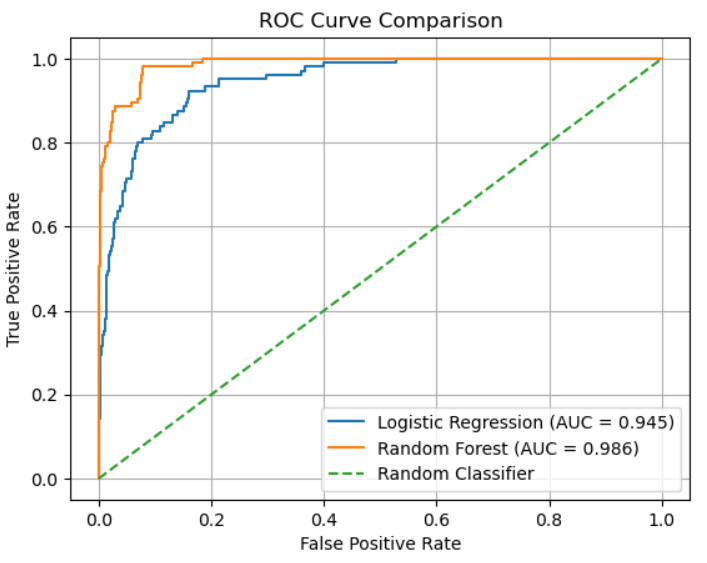 ROC Curve Comparison
1.0
0.8
0.6
0.4
0.2
0.0
True Positive Rate
Logistic Regression (AUC = 0.945)
Random Forest (AUC = 0.986)
Random Classifier
0.0 0.2 0.4 0.6 0.8 1.0
False Positive Rate